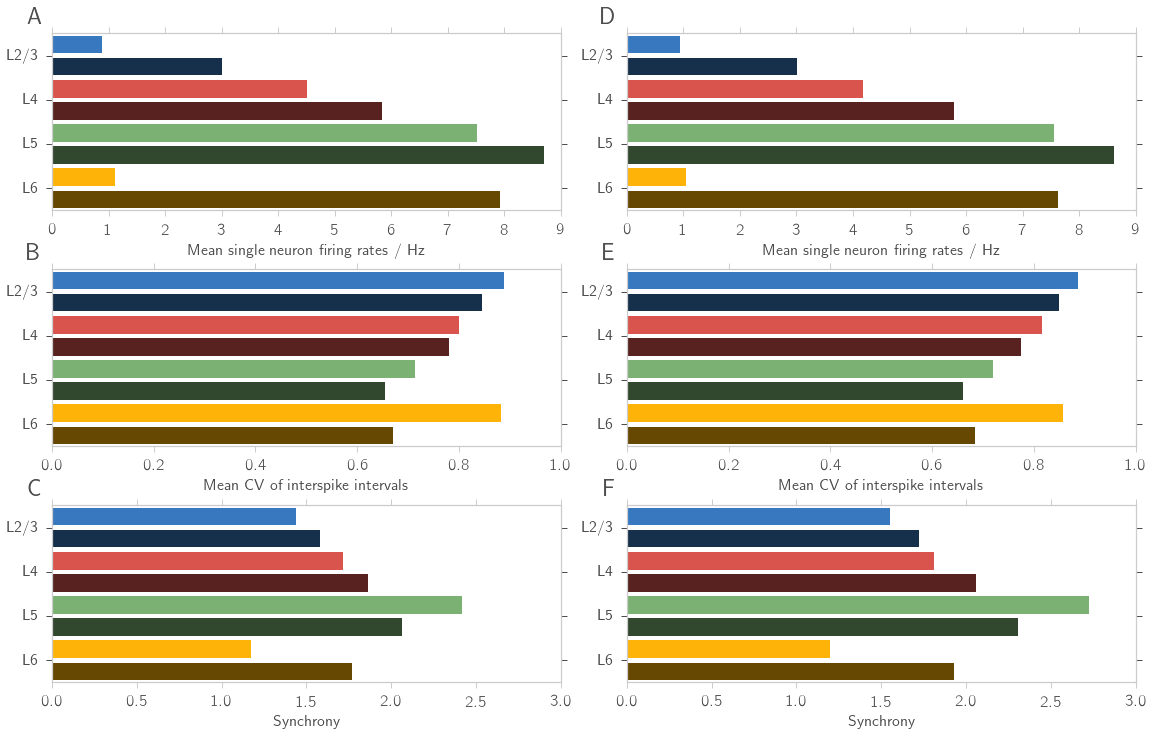 A
L2/3
L4
L5
L6
0 1 2 3 4 5 6 7 8 9
Mean single neuron firing rates / Hz
B
L2/3
L4
L5
L6
0.0 0.2 0.4 0.6 0.8 1.0
Mean CV of interspike intervals
C
L2/3
L4
L5
L6
0.0 0.5 1.0 1.5 2.0 2.5 3.0
Synchrony
D
L2/3
L4
L5
L6
0 1 2 3 4 5 6 7 8 9
Mean single neuron firing rates / Hz
E
L2/3
L4
L5
L6
0.0 0.2 0.4 0.6 0.8 1.0
Mean CV of interspike intervals
F
L2/3
L4
L5
L6
0.0 0.5 1.0 1.5 2.0 2.5 3.0
Synchrony